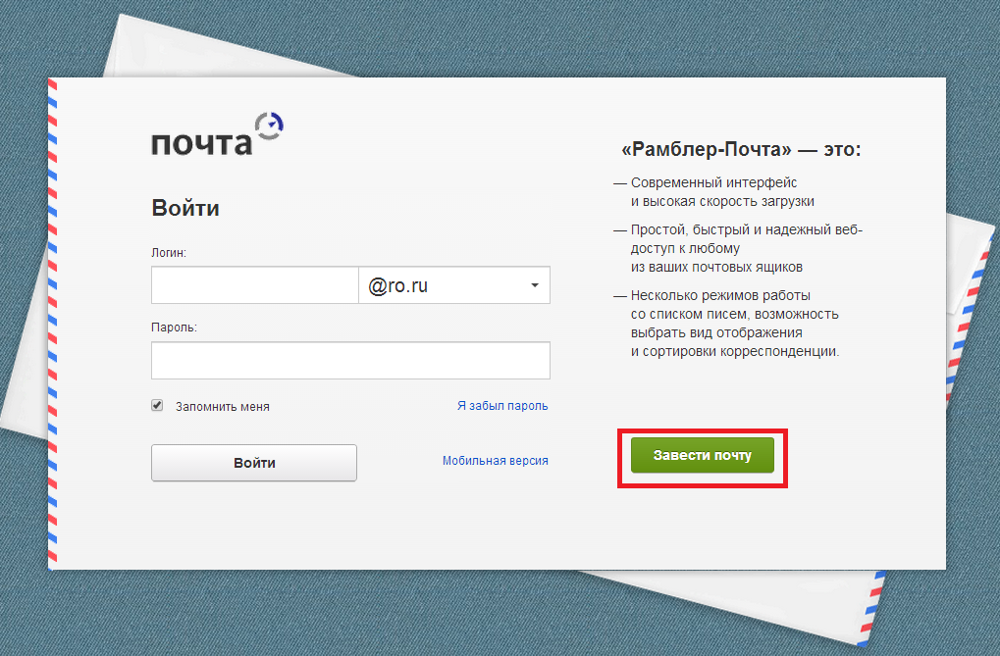 почта
Войти
Логин:
@ro.ru
Пароль:
Запомнить меня
Я забыл пароль
Войти
Мобильная версия
«Рамблер-Почта» — это:
— Современный интерфейс
и высокая скорость загрузки
— Простой, быстрый и надежный веб-
доступ к любому
из ваших почтовых ящиков
— Несколько режимов работы
со списком писем, возможность
выбрать вид отображения
и сортировки корреспонденции.
Завести почту